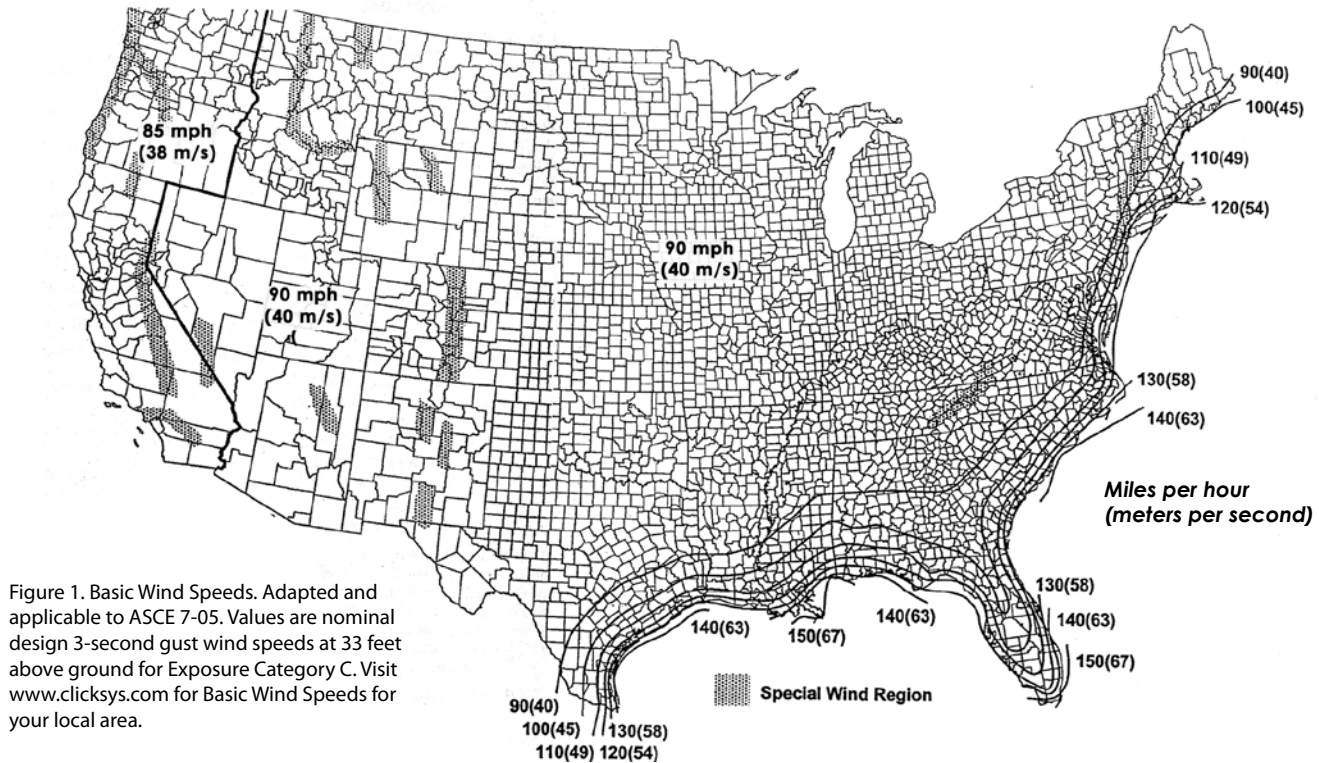 90(40)
100(45)
85 mph
(38 m/s)
110(49)
120(54)
90 mph
(40 m/s)
90 mph
(40 m/s)
130(58)
140(63)
Miles per hour
(meters per second)
Figure 1. Basic Wind Speeds. Adapted and
applicable to ASCE 7-05. Values are nominal
design 3-second gust wind speeds at 33 feet
above ground for Exposure Category C. Visit
www.clicksys.com for Basic Wind Speeds for
your local area.
130(58)
140(63)
140(63)
140(63)
150(67)
150(67)
Special Wind Region
90(40)
100(45)
130(58)
110(49)
120(54)